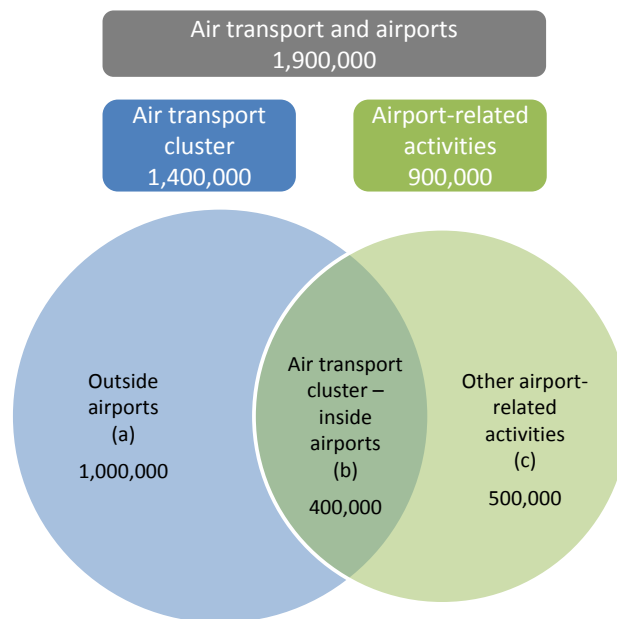 Air transport and airports
1,900,000
Air transport
cluster
1,400,000
Airport-related
activities
900,000
Outside
airports
(a)
1,000,000
Air transport
cluster –
inside
airports
(b)
400,000
Other airport-
related
activities
(c)
500,000